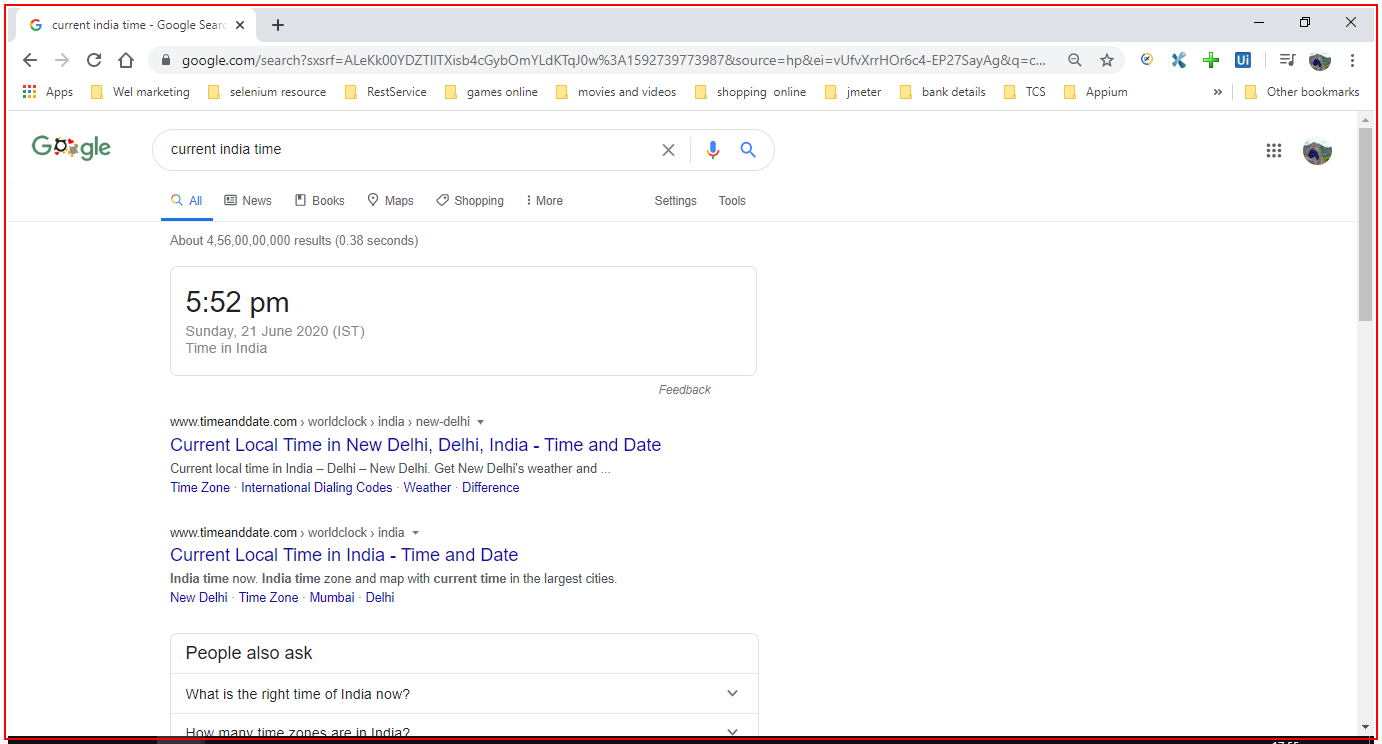 current india time - Google Sear
google.com/search?sxsrf=ALeKk00YDZTIITXisb4cGybOmYLdKTqJ0w%3A1592739773987&source=hp&ei=vUfvXrrHOr6c4-EP27SayAg&q=c...
Ui
Apps Wel marketing selenium resource RestService games online movies and videos shopping online jmeter bank details TCS Appium » Other bookmarks
Google
current india time
All News Books Maps Shopping More Settings Tools
About 4,56,00,00,000 results (0.38 seconds)
5:52 pm
Sunday, 21 June 2020 (IST)
Time in India
Feedback
www.timeanddate.com › worldclock › india › new-delhi
Current Local Time in New Delhi, Delhi, India - Time and Date
Current local time in India – Delhi – New Delhi. Get New Delhi's weather and ...
Time Zone · International Dialing Codes · Weather · Difference
www.timeanddate.com › worldclock › india
Current Local Time in India - Time and Date
India time now. India time zone and map with current time in the largest cities.
New Delhi · Time Zone · Mumbai · Delhi
People also ask
What is the right time of India now?
How many time zones are in India?